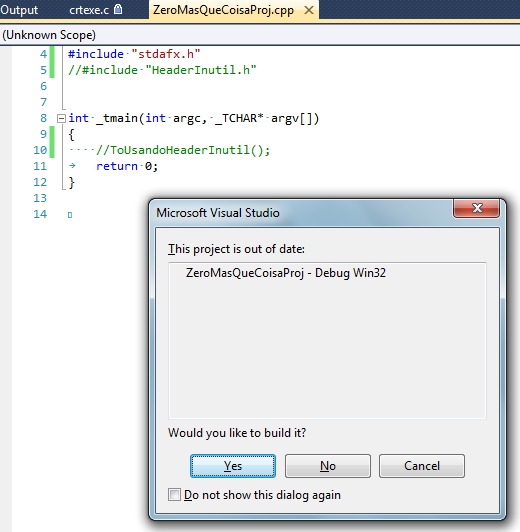 Output crtexe.c ZeroMasQueCoisaProj.cpp
(Unknown Scope)
4 #include "stdafx.h"
5 //#include "HeaderInutil.h"
6
7
8 int _tmain(int argc, _TCHAR* argv[])
9 {
10 //ToUsandoHeaderInutil();
11 return 0;
12 }
13
14
Microsoft Visual Studio
This project is out of date:
ZeroMasQueCoisaProj - Debug Win32
Would you like to build it?
Yes No Cancel
Do not show this dialog again